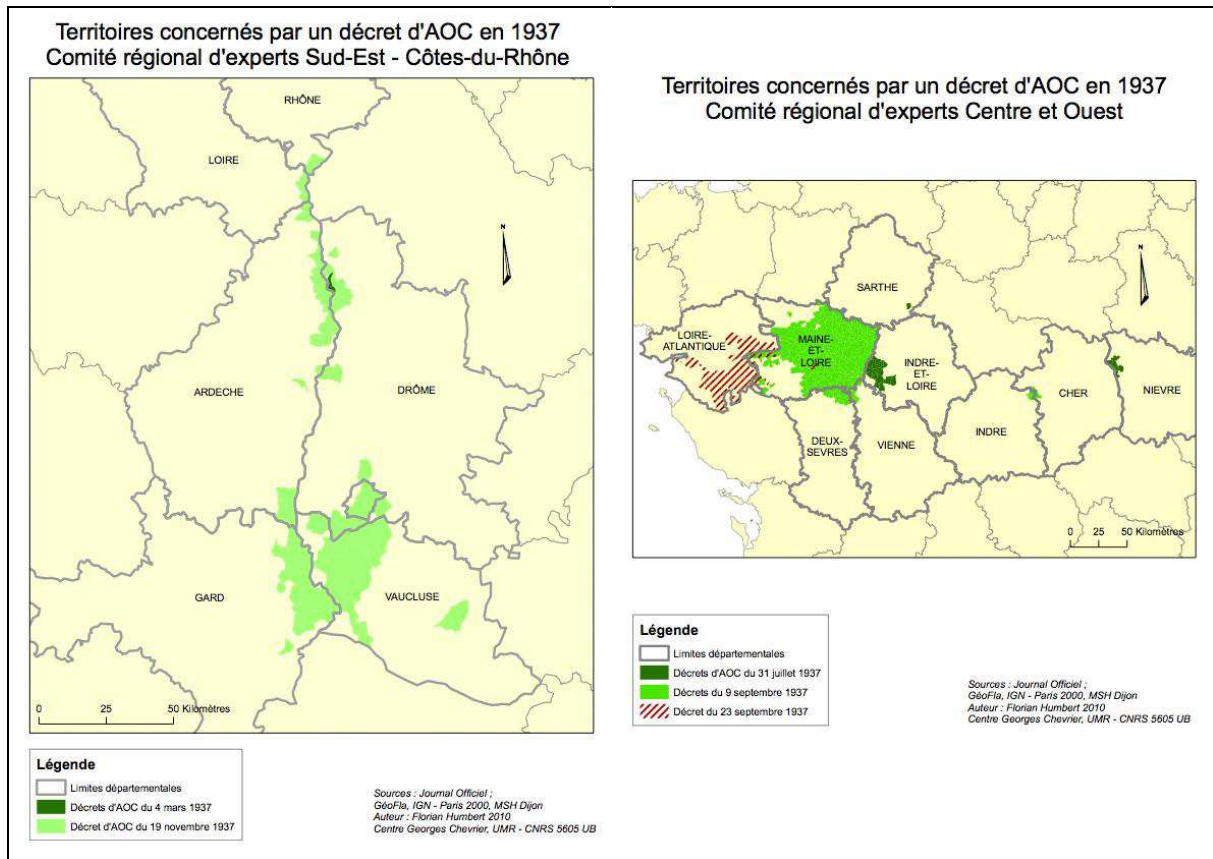 Territoires concernés par un décret d'AOC en 1937
Comité régional d'experts Sud-Est - Côtes-du-Rhône
RHÔNE
LOIRE
N
ARDECHE
DRÔME
GARD
VAUCLUSE
0 25 50 Kilomètres
Légende
Limites départementales
Décrets d'AOC du 4 mars 1937
Décret d'AOC du 19 novembre 1937
Sources : Journal Officiel ;
GéoFla, IGN - Paris 2000, MSH Dijon
Auteur : Florian Humbert 2010
Centre Georges Chevrier, UMR - CNRS 5605 UB
Territoires concernés par un décret d'AOC en 1937
Comité régional d'experts Centre et Ouest
N
SARTHE
LOIRE-
ATLANTIQUE
MAINE-
ET-
LOIRE
INDRE-
ET-
LOIRE
CHER
NIEVRE
DEUX-
SEVRES
VIENNE
INDRE
0 25 50 Kilomètres
Légende
Limites départementales
Décrets d'AOC du 31 juillet 1937
Décrets du 9 septembre 1937
Décret du 23 septembre 1937
Sources : Journal Officiel ;
GéoFla, IGN - Paris 2000, MSH Dijon
Auteur : Florian Humbert 2010
Centre Georges Chevrier, UMR - CNRS 5605 UB